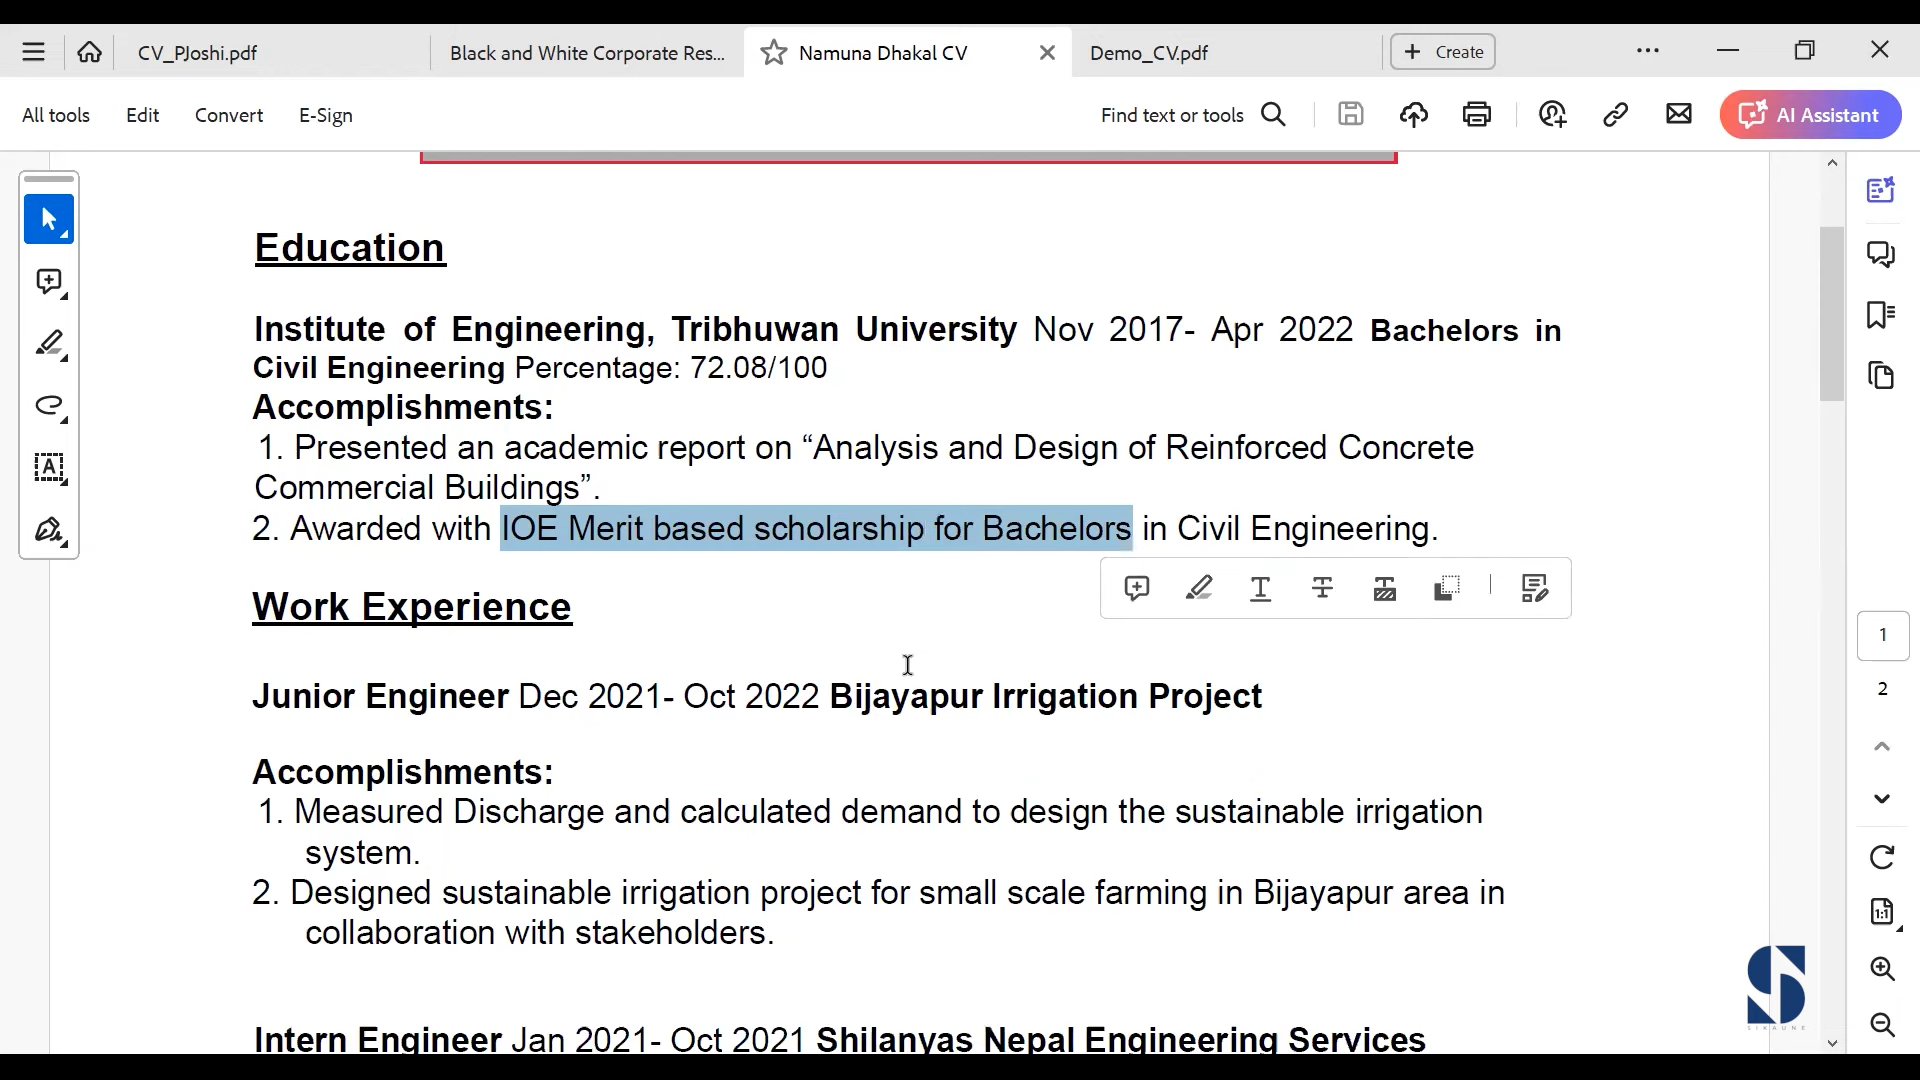 CV_PJoshi.pdf
Black and White Corporate Res...
Namuna Dhakal CV
Demo_CV.pdf
Create
All tools
Edit
Convert
E-Sign
Find text or tools
AI Assistant
Education
Institute of Engineering, Tribhuwan University Nov 2017- Apr 2022 Bachelors in
Civil Engineering Percentage: 72.08/100
Accomplishments:
1. Presented an academic report on “Analysis and Design of Reinforced Concrete
Commercial Buildings”.
2. Awarded with IOE Merit based scholarship for Bachelors in Civil Engineering.
Work Experience
Junior Engineer Dec 2021- Oct 2022 Bijayapur Irrigation Project
Accomplishments:
1. Measured Discharge and calculated demand to design the sustainable irrigation
system.
2. Designed sustainable irrigation project for small scale farming in Bijayapur area in
collaboration with stakeholders.
Intern Engineer Jan 2021- Oct 2021 Shilanyas Nepal Engineering Services
1
2
1:1
SIKAUNE